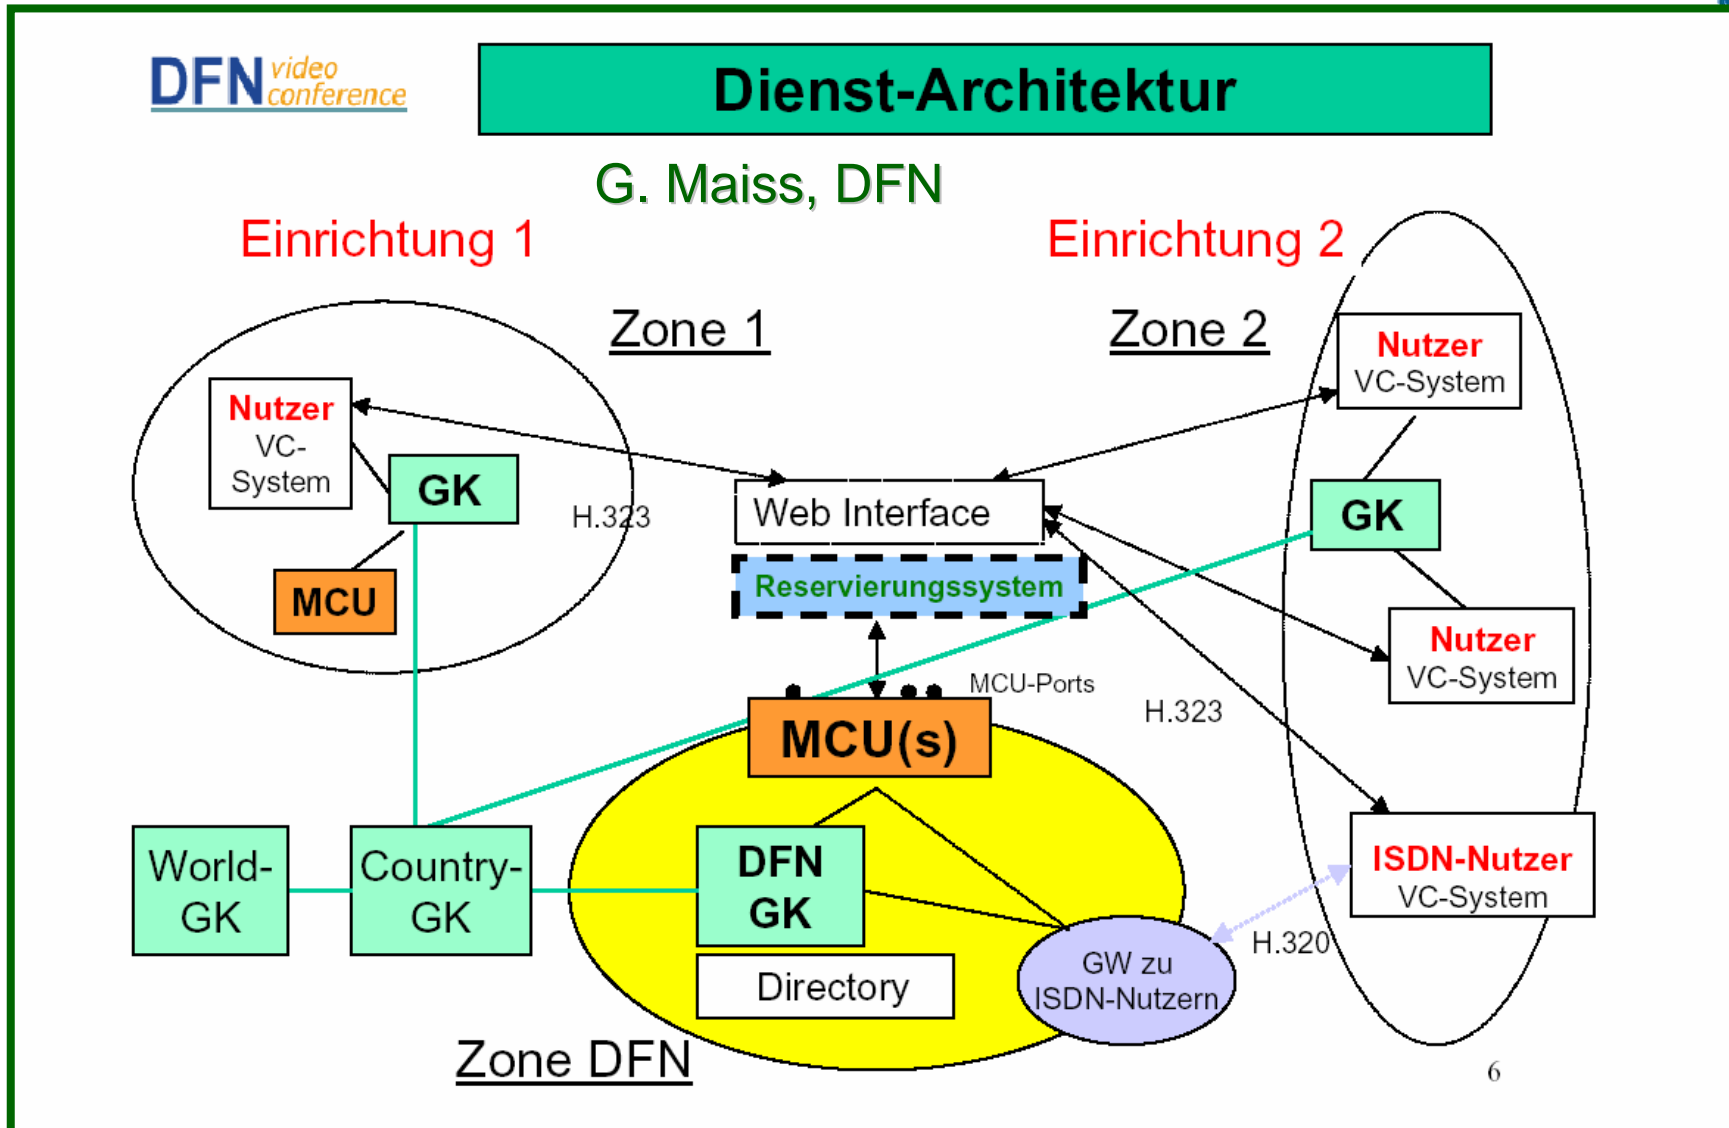 DFN video
conference
Dienst-Architektur
G. Maiss, DFN
Einrichtung 1
Einrichtung 2
Zone 1
Zone 2
Nutzer
VC-
System
GK
MCU
H.323
Web Interface
Reservierungssystem
MCU-Ports
MCU(s)
H.323
Nutzer
VC-System
GK
Nutzer
VC-System
ISDN-Nutzer
VC-System
H.320
World-
GK
Country-
GK
DFN
GK
Directory
GW zu
ISDN-Nutzern
Zone DFN
6